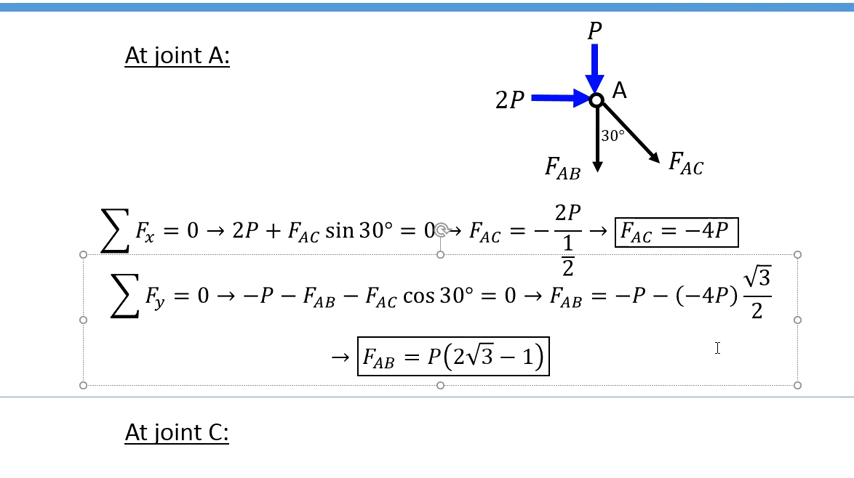 At joint A:
P
2P
A
30°
F_AB
F_AC
∑ F_x = 0 → 2P + F_AC sin 30° = 0 → F_AC = − 2P / (1/2) → F_AC = −4P
∑ F_y = 0 → −P − F_AB − F_AC cos 30° = 0 → F_AB = −P − (−4P) √3/2
→ F_AB = P(2√3 − 1)
At joint C: